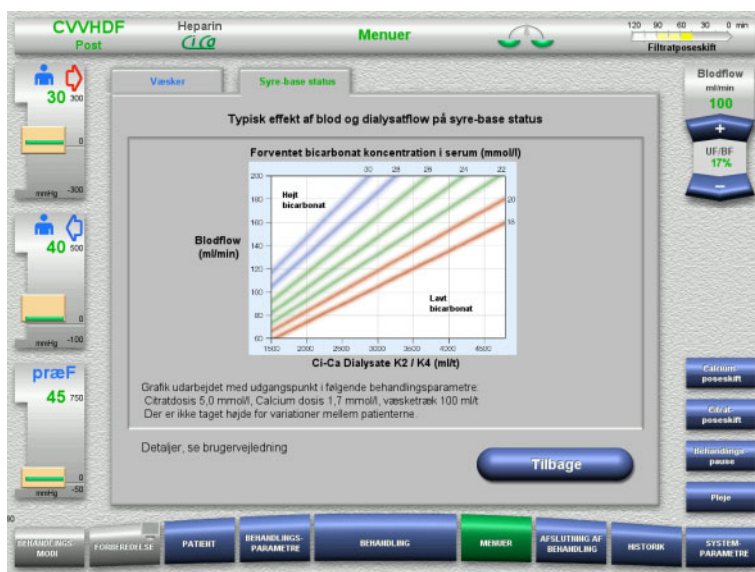 CVVHDF
Post
Heparin
Ci Ca
Menuer
120 90 60 30 0 min
Filtratposeskift
30 300
0
mmHg -300
40 500
0
mmHg -100
præF
45 750
0
mmHg -50
Væsker
Syre-base status
Typisk effekt af blod og dialysatflow på syre-base status
Forventet bicarbonat koncentration i serum (mmol/l)
200
180
160
140
120
100
80
60
30 28 26 24 22
20
18
Højt
bicarbonat
Blodflow
(ml/min)
Lavt
bicarbonat
1500 2000 2500 3000 3500 4000 4500
Ci-Ca Dialysate K2 / K4 (ml/t)
Grafik udarbejdet med udgangspunkt i følgende behandlingsparametre:
Citratdosis 5,0 mmol/l, Calcium dosis 1,7 mmol/l, væsketræk 100 ml/t
Der er ikke taget højde for variationer mellem patienterne.
Detaljer, se brugervejledning
Tilbage
Blodflow
ml/min
100
+
UF/BF
17%
−
Calcium-
poseskift
Citrat-
poseskift
Behandlings-
pause
Pleje
BEHANDLINGS-
MODI
FORBEREDELSE
PATIENT
BEHANDLINGS-
PARAMETRE
BEHANDLING
MENUER
AFSLUTNING AF
BEHANDLING
HISTORIK
SYSTEM-
PARAMETRE